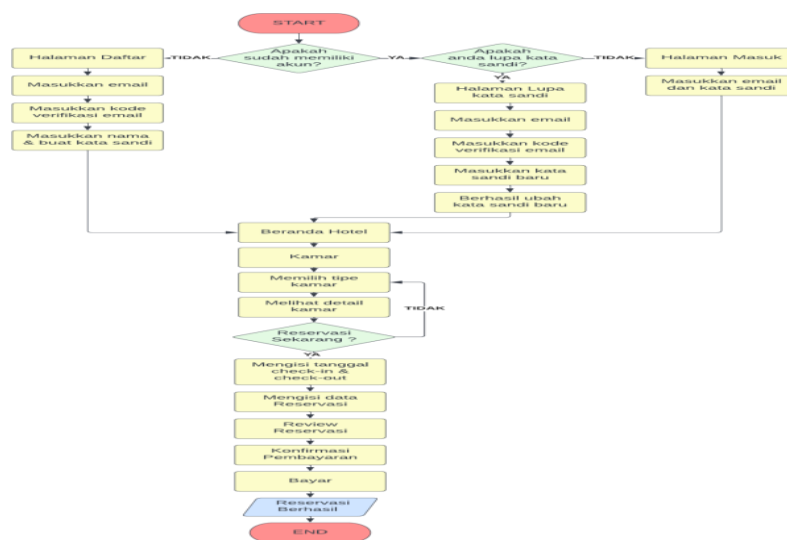 START
Apakah
sudah memiliki
akun?
TIDAK
YA
Halaman Daftar
Masukkan email
Masukkan kode
verifikasi email
Masukkan nama
& buat kata sandi
Apakah
anda lupa kata
sandi?
TIDAK
YA
Halaman Masuk
Masukkan email
dan kata sandi
Halaman Lupa
kata sandi
Masukkan email
Masukkan kode
verifikasi email
Masukkan kata
sandi baru
Berhasil ubah
kata sandi baru
Beranda Hotel
Kamar
Memilih tipe
kamar
Melihat detail
kamar
TIDAK
Reservasi
Sekarang ?
YA
Mengisi tanggal
check-in &
check-out
Mengisi data
Reservasi
Review
Reservasi
Konfirmasi
Pembayaran
Bayar
Reservasi
Berhasil
END